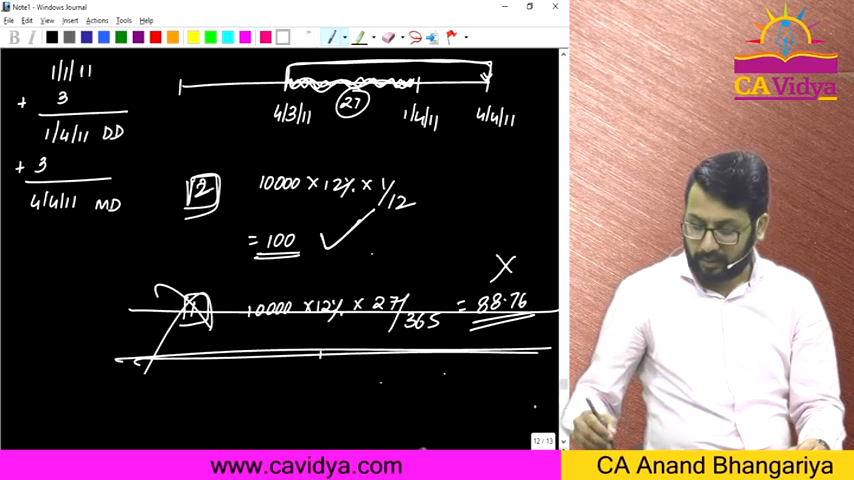 Note1 - Windows Journal
File Edit View Insert Actions Tools Help
B I
1/1/11
+ 3
1/4/11 DD
+ 3
4/4/11 MD
4/3/11 27 1/4/11 4/4/11
2 10000 × 12% × 1/12
= 100
X
10000 × 12% × 27/365 = 88.76
12 / 13
CA Vidya
www.cavidya.com
CA Anand Bhangariya